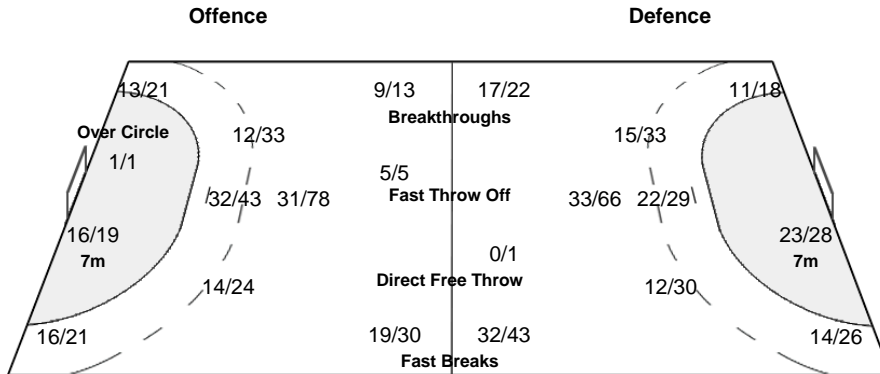 Offence Defence
13/21 9/13 17/22 11/18
Breakthroughs
Over Circle 12/33 15/33
1/1 5/5
32/43 31/78 Fast Throw Off 33/66 22/29
16/19 23/28
7m 0/1 7m
14/24 Direct Free Throw 12/30
16/21 19/30 32/43 14/26
Fast Breaks